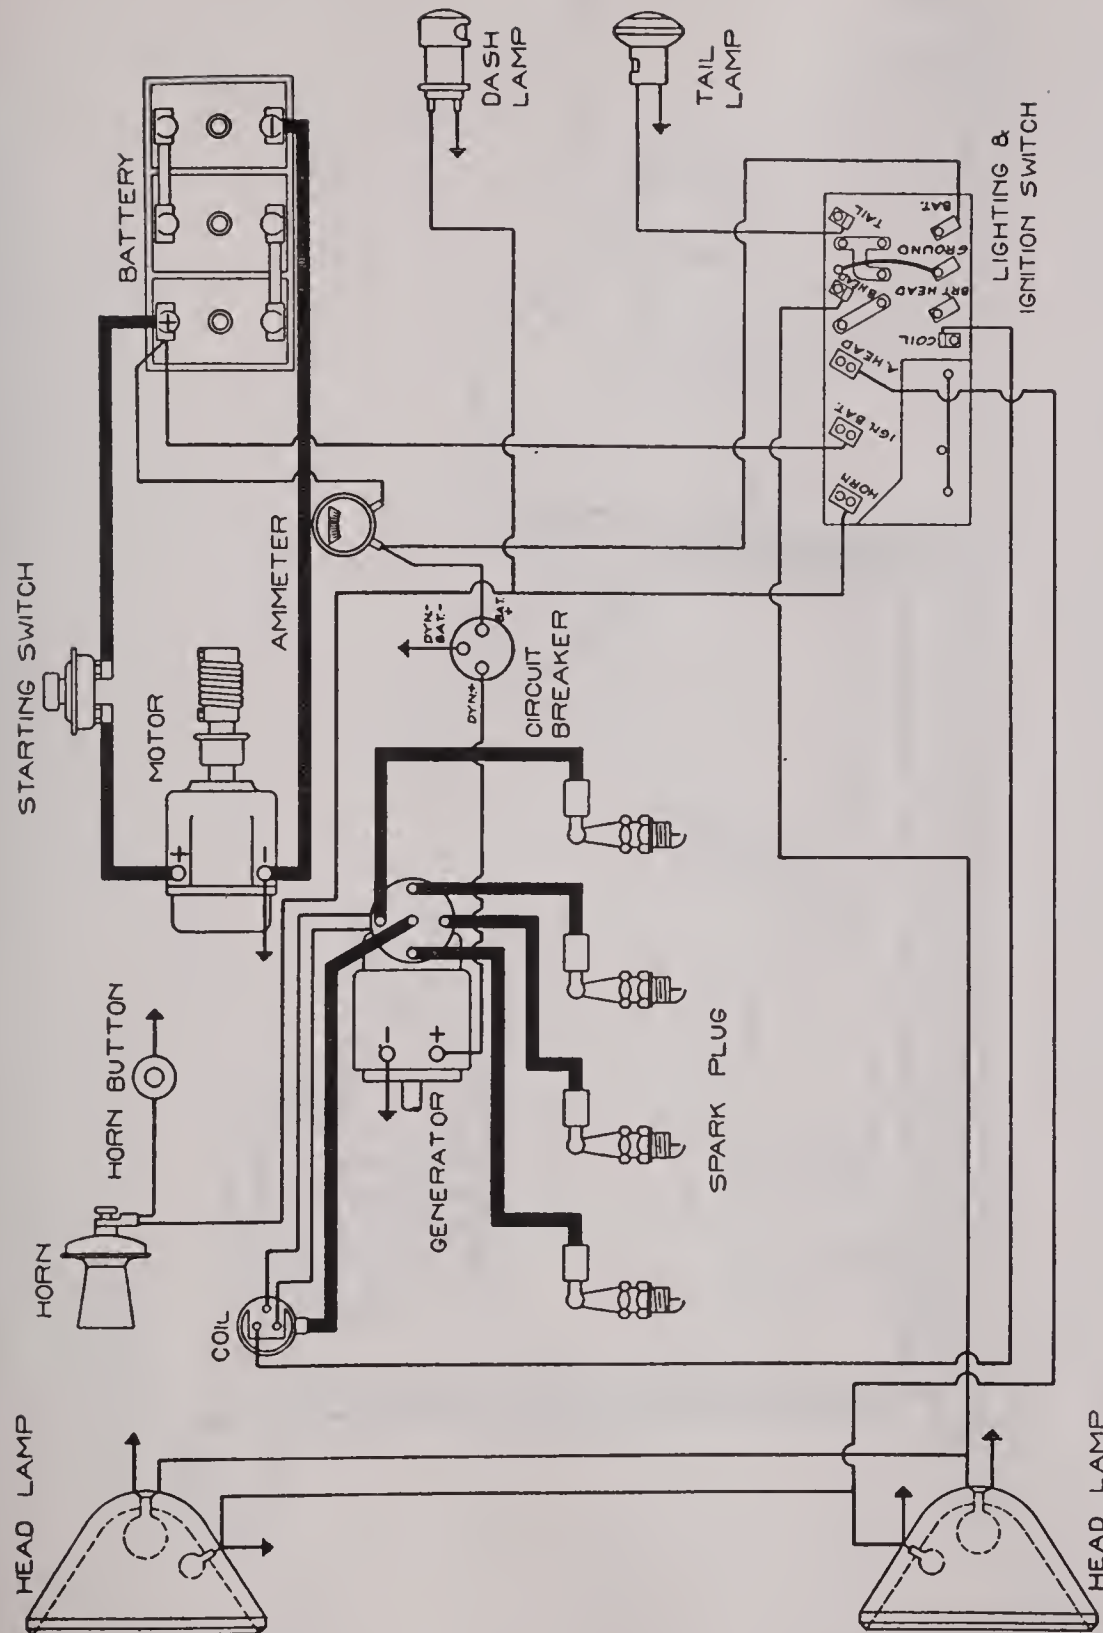 DASH
LAMP
TAIL
LAMP
BATTERY
LIGHTING &
IGNITION SWITCH
TAIL
BAT.
GROUND
B HEAD
BRT HEAD
COIL
A HEAD
IGN. BAT.
HORN
STARTING SWITCH
MOTOR
+
-
AMMETER
DYN.-
BAT.-
BAT.
+
DYN.+
CIRCUIT
BREAKER
HORN BUTTON
HORN
GENERATOR
-
+
SPARK PLUG
COIL
HEAD LAMP
HEAD LAMP